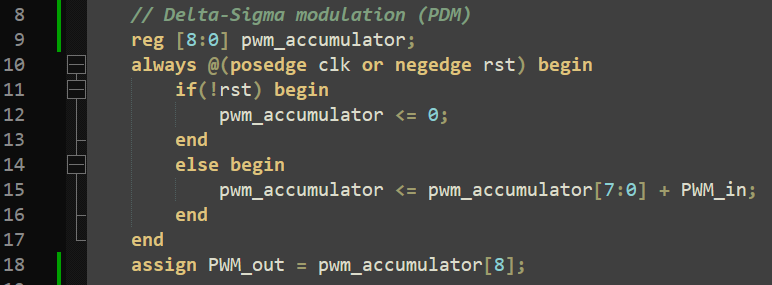 8 // Delta-Sigma modulation (PDM)
9 reg [8:0] pwm_accumulator;
10 always @(posedge clk or negedge rst) begin
11 if(!rst) begin
12 pwm_accumulator <= 0;
13 end
14 else begin
15 pwm_accumulator <= pwm_accumulator[7:0] + PWM_in;
16 end
17 end
18 assign PWM_out = pwm_accumulator[8];